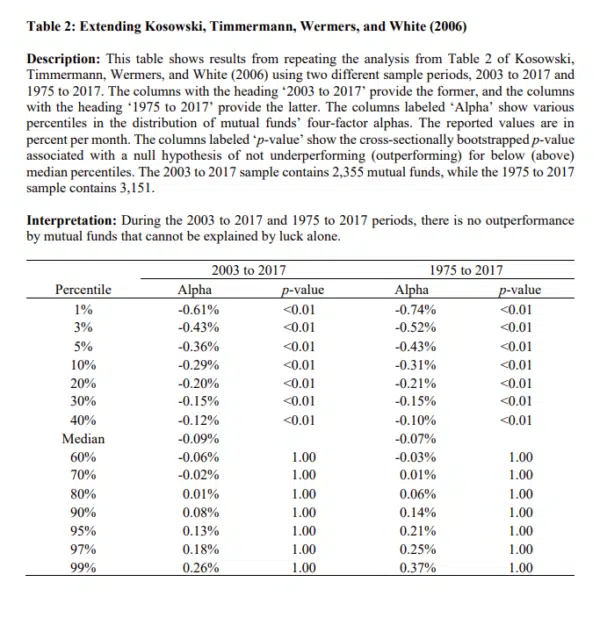 Table 2: Extending Kosowski, Timmermann, Wermers, and White (2006)
Description: This table shows results from repeating the analysis from Table 2 of Kosowski,
Timmermann, Wermers, and White (2006) using two different sample periods, 2003 to 2017 and
1975 to 2017. The columns with the heading ‘2003 to 2017’ provide the former, and the columns
with the heading ‘1975 to 2017’ provide the latter. The columns labeled ‘Alpha’ show various
percentiles in the distribution of mutual funds’ four-factor alphas. The reported values are in
percent per month. The columns labeled ‘p-value’ show the cross-sectionally bootstrapped p-value
associated with a null hypothesis of not underperforming (outperforming) for below (above)
median percentiles. The 2003 to 2017 sample contains 2,355 mutual funds, while the 1975 to 2017
sample contains 3,151.
Interpretation: During the 2003 to 2017 and 1975 to 2017 periods, there is no outperformance
by mutual funds that cannot be explained by luck alone.
2003 to 2017 1975 to 2017
Percentile Alpha p-value Alpha p-value
1% -0.61% <0.01 -0.74% <0.01
3% -0.43% <0.01 -0.52% <0.01
5% -0.36% <0.01 -0.43% <0.01
10% -0.29% <0.01 -0.31% <0.01
20% -0.20% <0.01 -0.21% <0.01
30% -0.15% <0.01 -0.15% <0.01
40% -0.12% <0.01 -0.10% <0.01
Median -0.09% -0.07%
60% -0.06% 1.00 -0.03% 1.00
70% -0.02% 1.00 0.01% 1.00
80% 0.01% 1.00 0.06% 1.00
90% 0.08% 1.00 0.14% 1.00
95% 0.13% 1.00 0.21% 1.00
97% 0.18% 1.00 0.25% 1.00
99% 0.26% 1.00 0.37% 1.00